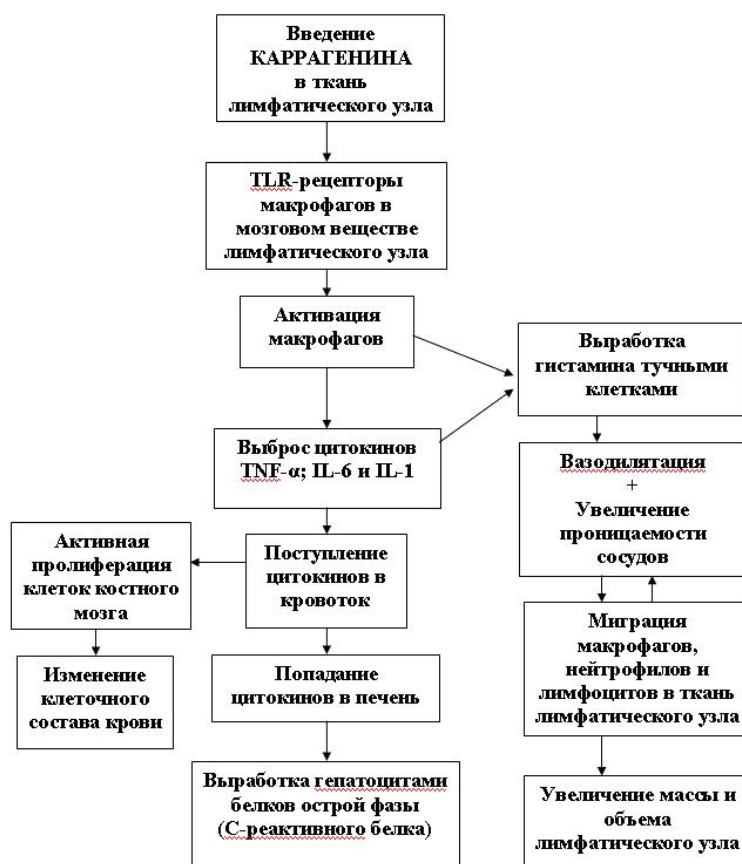 Введение
КАРРАГЕНИНА
в ткань
лимфатического узла
TLR-рецепторы
макрофагов в
мозговом веществе
лимфатического узла
Активация
макрофагов
Выработка
гистамина тучными
клетками
Выброс цитокинов
TNF-α; IL-6 и IL-1
Вазодилятация
+
Увеличение
проницаемости
сосудов
Активная
пролиферация
клеток костного
мозга
Поступление
цитокинов в
кровоток
Миграция
макрофагов,
нейтрофилов и
лимфоцитов в ткань
лимфатического узла
Изменение
клеточного
состава крови
Попадание
цитокинов в печень
Выработка гепатоцитами
белков острой фазы
(С-реактивного белка)
Увеличение массы и
объема
лимфатического узла